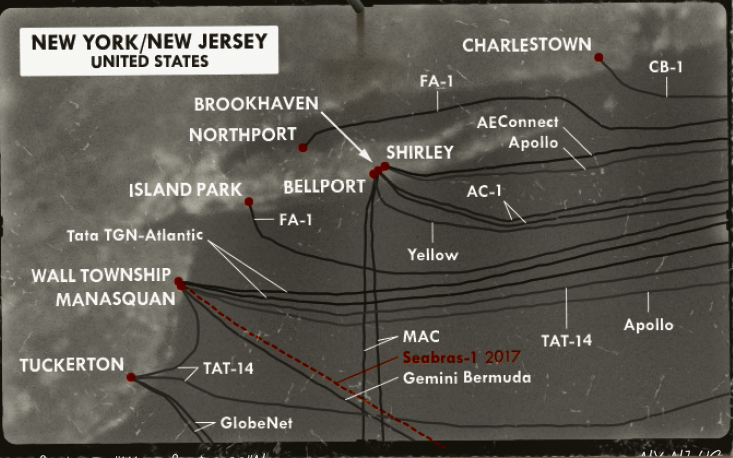 NEW YORK/NEW JERSEY
UNITED STATES
CHARLESTOWN
CB-1
FA-1
BROOKHAVEN
NORTHPORT
AEConnect
Apollo
SHIRLEY
ISLAND PARK
BELLPORT
AC-1
FA-1
Tata TGN-Atlantic
Yellow
WALL TOWNSHIP
MANASQUAN
Apollo
TAT-14
MAC
TUCKERTON
TAT-14
Seabras-1 2017
Gemini Bermuda
GlobeNet